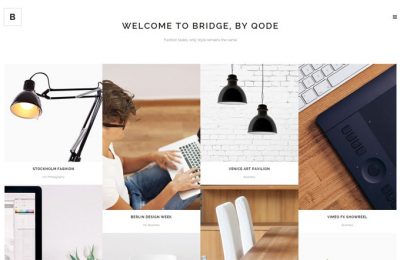 B
WELCOME TO BRIDGE, BY QODE
Fashion fades, only style remains the same
STOCKHOLM FASHION
Art, Photography
BERLIN DESIGN WEEK
Art, Business
VENICE ART PAVILION
Business
VIMEO FX SHOWREEL
Business